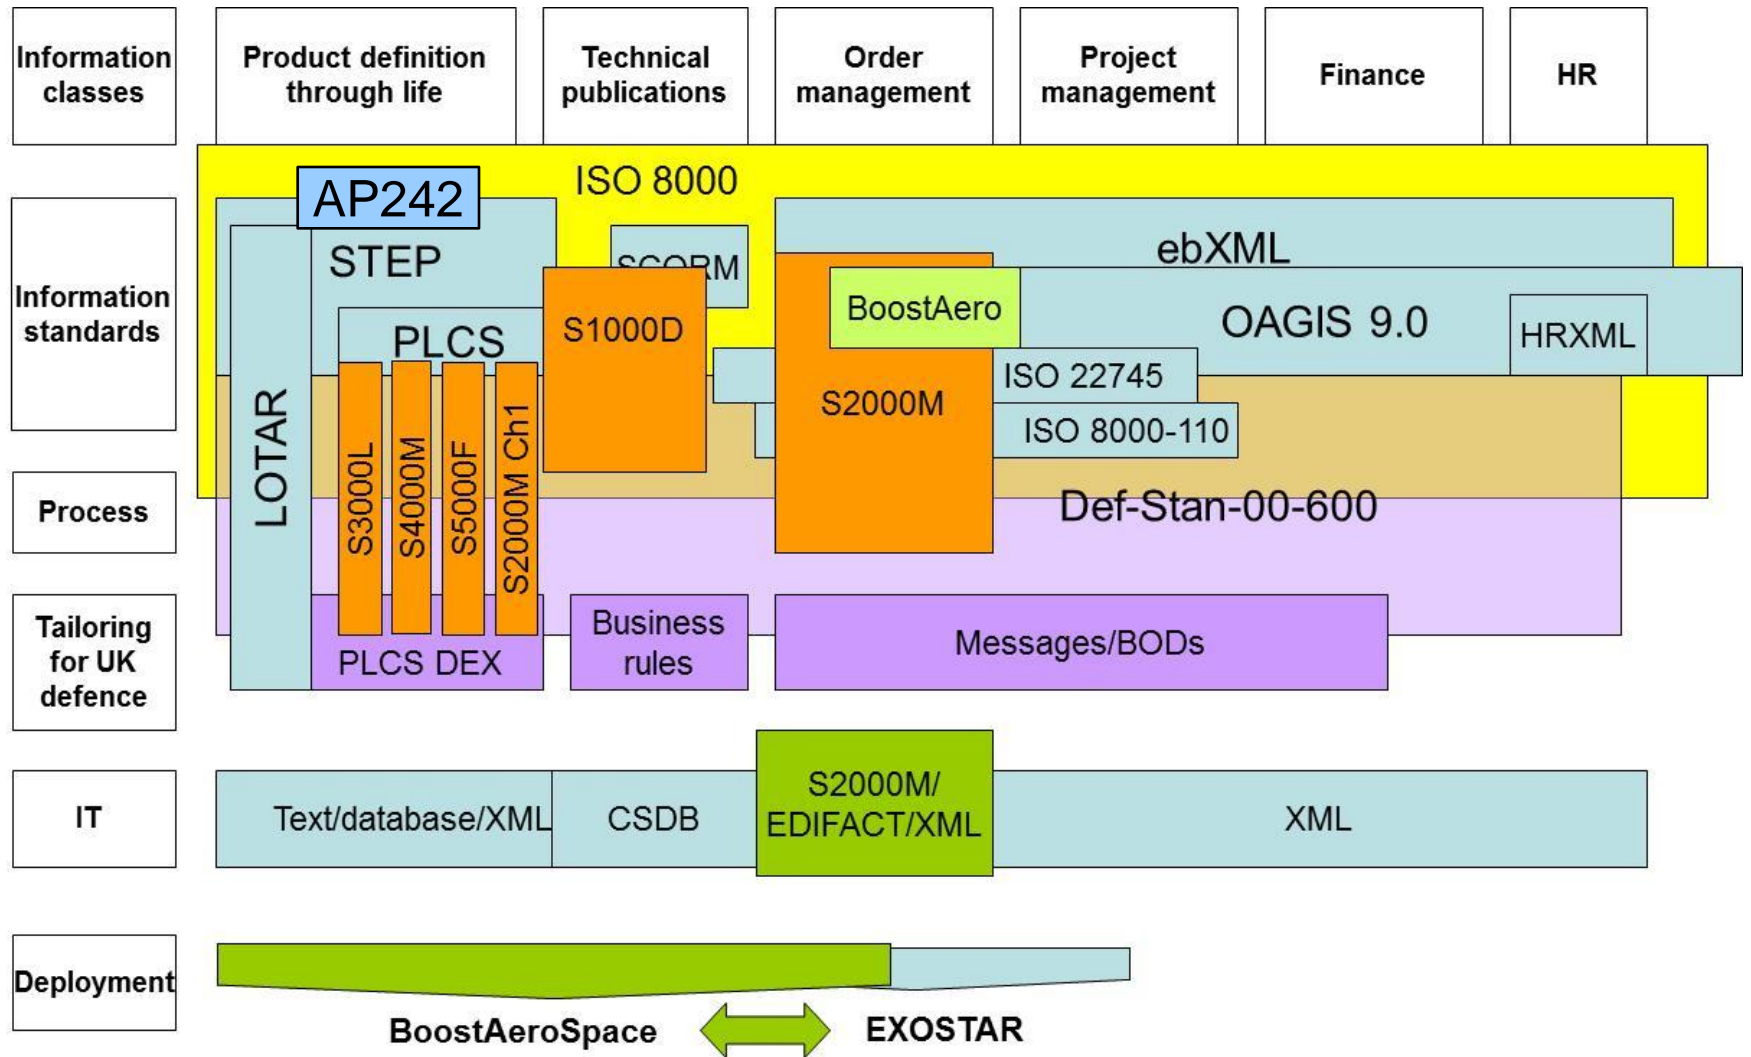 Information
classes
Product definition
through life
Technical
publications
Order
management
Project
management
Finance
HR
ISO 8000
AP242
STEP
SCORM
ebXML
Information
standards
BoostAero
OAGIS 9.0
HRXML
S1000D
PLCS
ISO 22745
S2000M
ISO 8000-110
LOTAR
S3000L
S4000M
S5000F
S2000M Ch1
Process
Def-Stan-00-600
Tailoring
for UK
defence
PLCS DEX
Business
rules
Messages/BODs
IT
Text/database/XML
CSDB
S2000M/
EDIFACT/XML
XML
Deployment
BoostAeroSpace
EXOSTAR